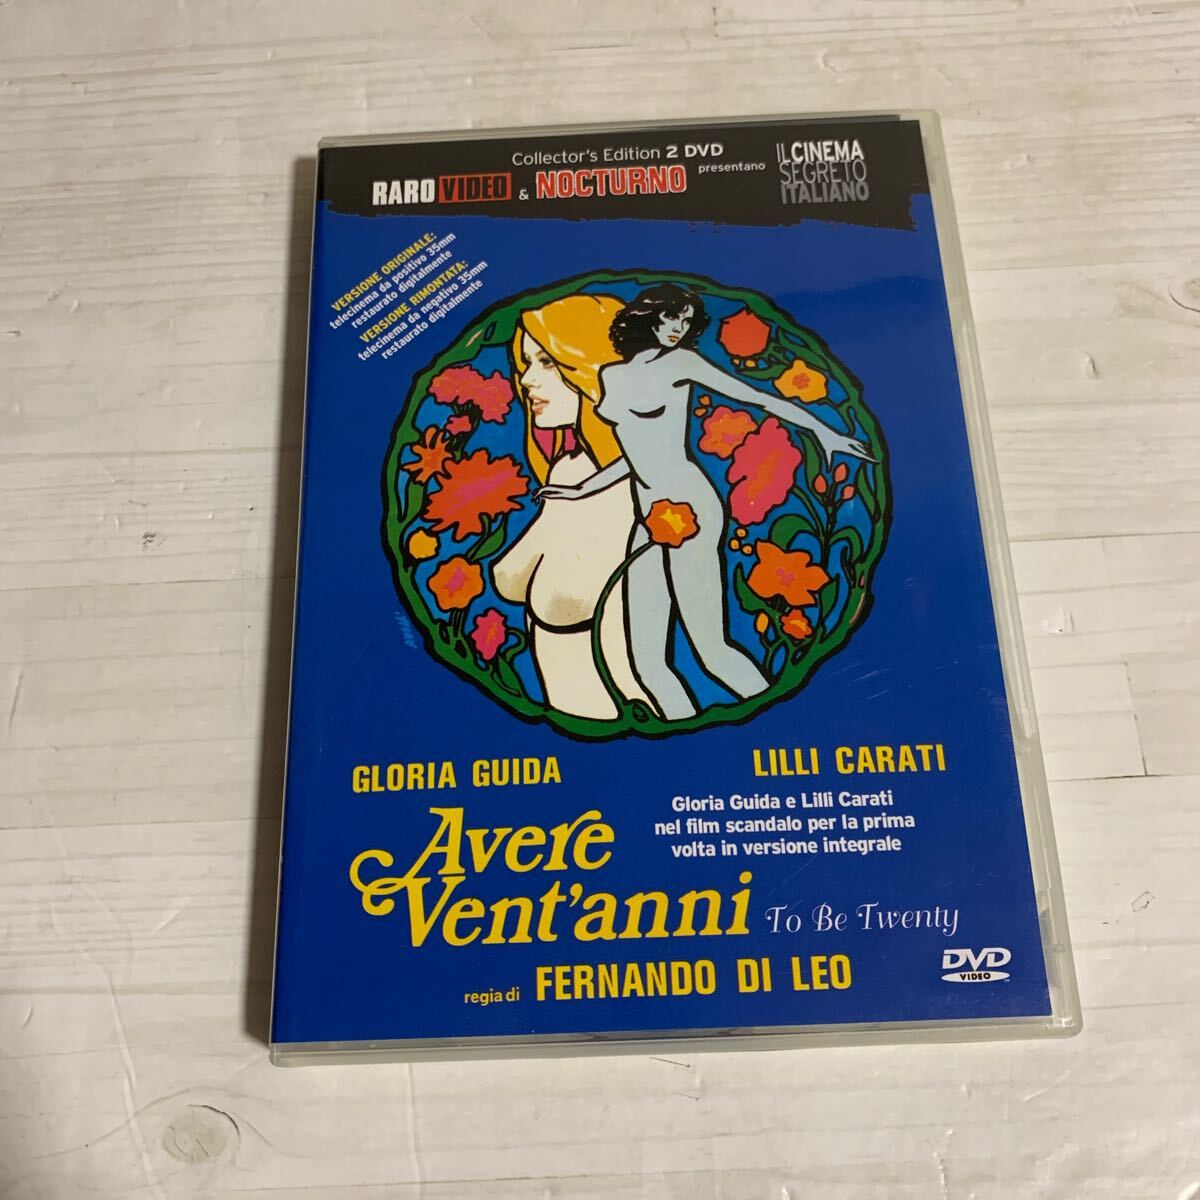 Collector's Edition 2 DVD
RARO VIDEO & NOCTURNO presentano
IL CINEMA
SEGRETO
ITALIANO
VERSIONE ORIGINALE:
telecinema da positivo 35mm
restaurato digitalmente
VERSIONE RIMONTATA:
telecinema da negativo 35mm
restaurato digitalmente
GLORIA GUIDA
LILLI CARATI
Gloria Guida e Lilli Carati
nel film scandalo per la prima
volta in versione integrale
Avere
Vent'anni
To Be Twenty
regia di FERNANDO DI LEO
DVD
VIDEO